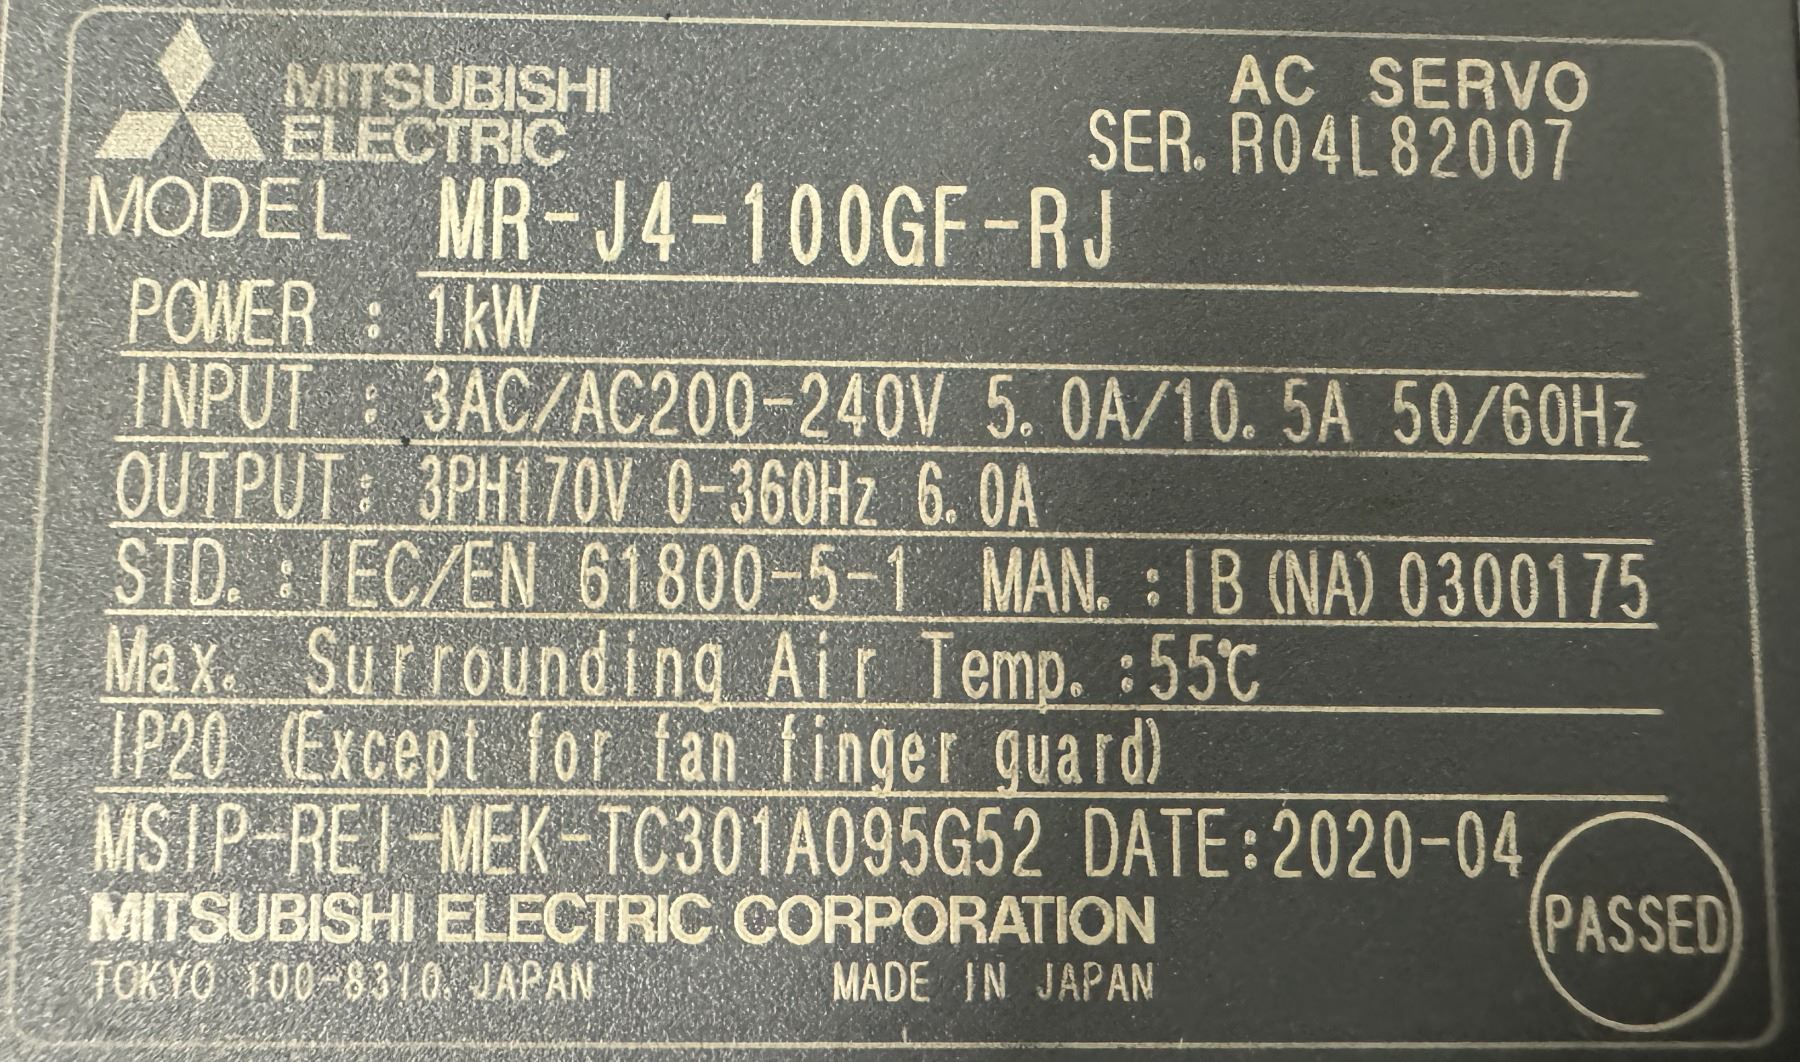 MITSUBISHI
ELECTRIC
AC SERVO
SER. R04L82007
MODEL MR-J4-100GF-RJ
POWER : 1kW
INPUT : 3AC/AC200-240V 5.0A/10.5A 50/60Hz
OUTPUT: 3PH170V 0-360Hz 6.0A
STD. : IEC/EN 61800-5-1 MAN. : IB (NA) 0300175
Max. Surrounding Air Temp. :55℃
IP20 (Except for fan finger guard)
MSIP-REI-MEK-TC301A095G52 DATE:2020-04
MITSUBISHI ELECTRIC CORPORATION
TOKYO 100-8310, JAPAN MADE IN JAPAN
PASSED